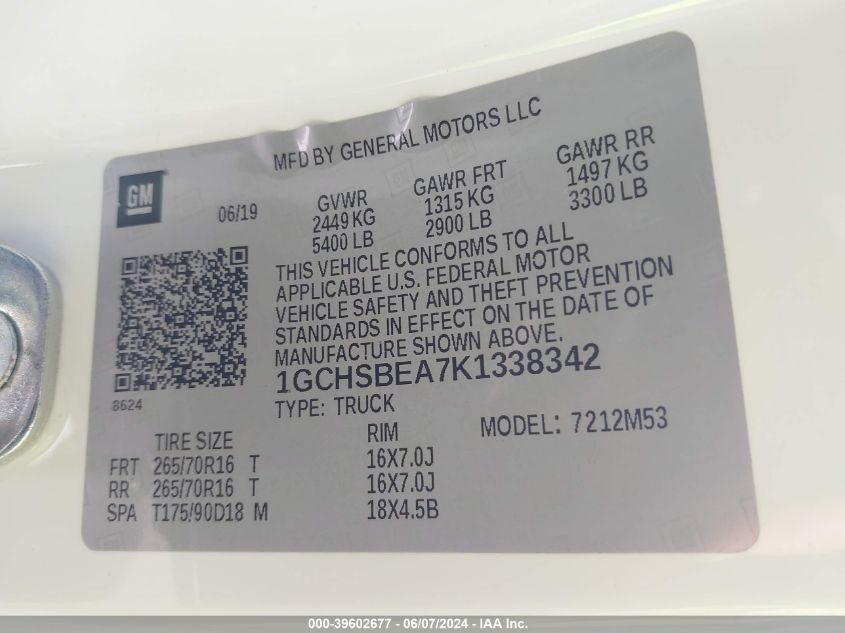 MFD BY GENERAL MOTORS LLC
GM
06/19
GVWR GAWR FRT GAWR RR
2449 KG 1315 KG 1497 KG
5400 LB 2900 LB 3300 LB
THIS VEHICLE CONFORMS TO ALL
APPLICABLE U.S. FEDERAL MOTOR
VEHICLE SAFETY AND THEFT PREVENTION
STANDARDS IN EFFECT ON THE DATE OF
MANUFACTURE SHOWN ABOVE.
1GCHSBEA7K1338342
8624
TYPE: TRUCK MODEL: 7212M53
TIRE SIZE RIM
FRT 265/70R16 T 16X7.0J
RR 265/70R16 T 16X7.0J
SPA T175/90D18 M 18X4.5B
000-39602677 - 06/07/2024 - IAA Inc.